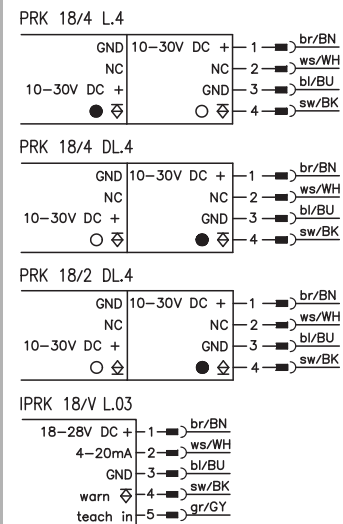 PRK 18/4 L.4
GND 10-30V DC + 1 br/BN
NC NC 2 ws/WH
10-30V DC + GND 3 bl/BU
4 sw/BK
PRK 18/4 DL.4
GND 10-30V DC + 1 br/BN
NC NC 2 ws/WH
10-30V DC + GND 3 bl/BU
4 sw/BK
PRK 18/2 DL.4
GND 10-30V DC + 1 br/BN
NC NC 2 ws/WH
10-30V DC + GND 3 bl/BU
4 sw/BK
IPRK 18/V L.03
18-28V DC + 1 br/BN
4-20mA 2 ws/WH
GND 3 bl/BU
warn 4 sw/BK
teach in 5 gr/GY